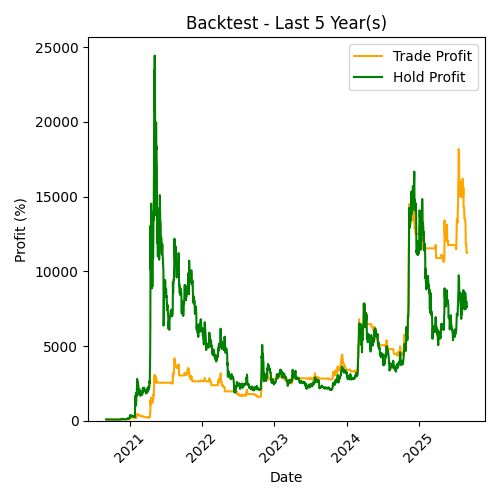 Backtest - Last 5 Year(s)
Trade Profit
Hold Profit
Profit (%)
25000
20000
15000
10000
5000
0
2021
2022
2023
2024
2025
Date